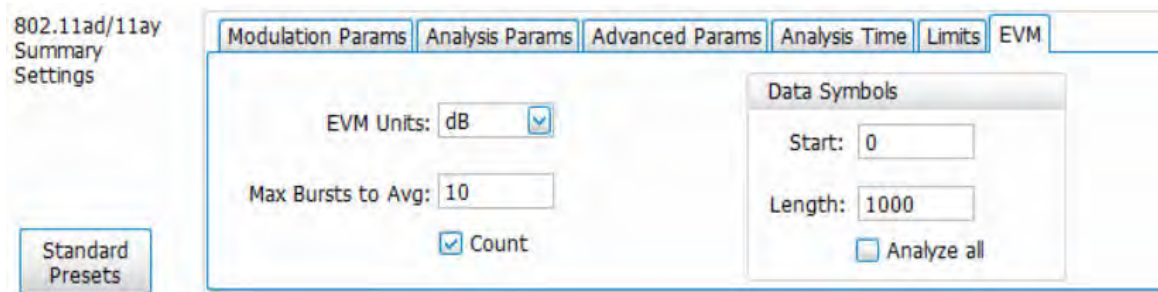 802.11ad/11ay
Summary
Settings
Modulation Params Analysis Params Advanced Params Analysis Time Limits EVM
EVM Units: dB
Max Bursts to Avg: 10
Count
Data Symbols
Start: 0
Length: 1000
Analyze all
Standard
Presets